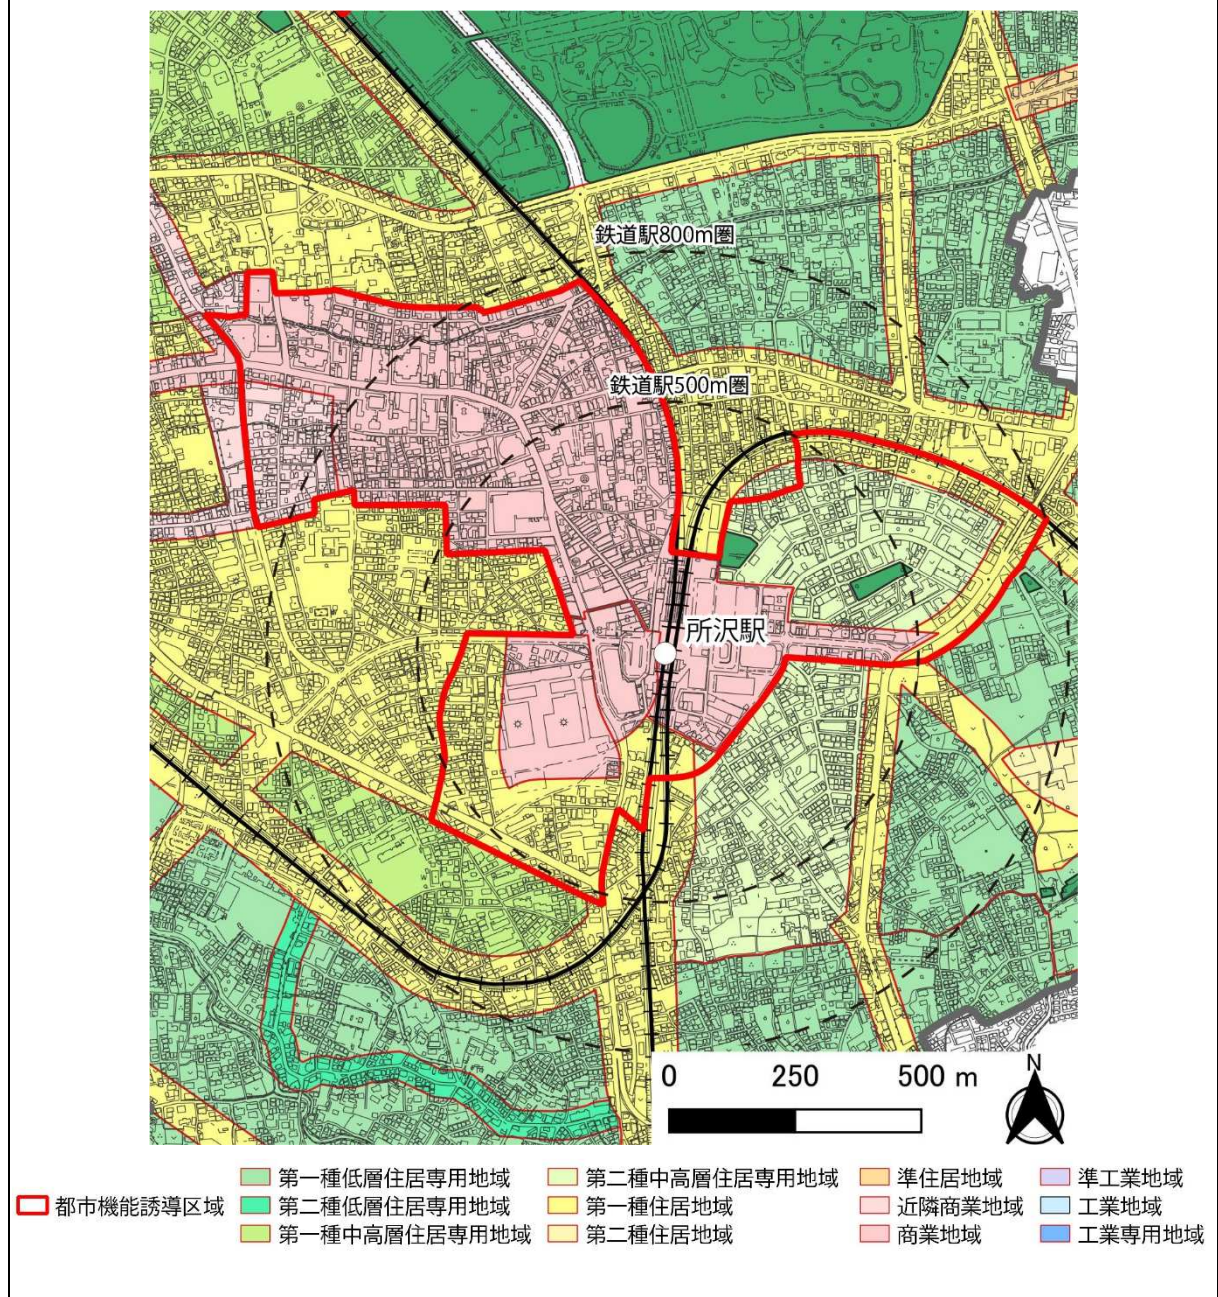 鉄道駅800m圏
鉄道駅500m圏
所沢駅
0 250 500 m
N
都市機能誘導区域
第一種低層住居専用地域
第二種低層住居専用地域
第一種中高層住居専用地域
第二種中高層住居専用地域
第一種住居地域
第二種住居地域
準住居地域
近隣商業地域
商業地域
準工業地域
工業地域
工業専用地域